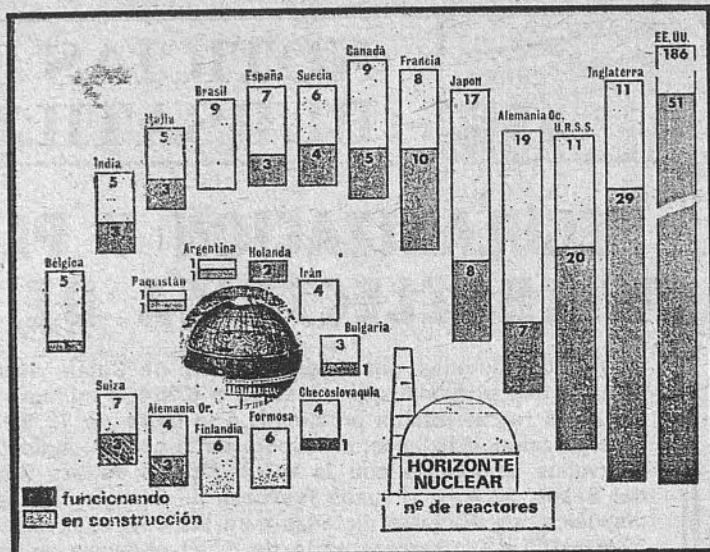 EE.UU.
186
51
Canadá
9
5
Francia
8
10
España
7
3
Suecia
6
4
Japón
17
8
Inglaterra
11
29
Brasil
9
Italia
5
3
Alemania Oc.
19
7
U.R.S.S.
11
20
India
5
3
Argentina
1
1
Holanda
2
Bélgica
5
Paquistán
1
1
Irán
4
Bulgaria
3
1
Suiza
7
3
Alemania Or.
4
3
Finlandia
6
Formosa
6
Checoslovaquia
4
1
HORIZONTE
NUCLEAR
nº de reactores
funcionando
en construcción